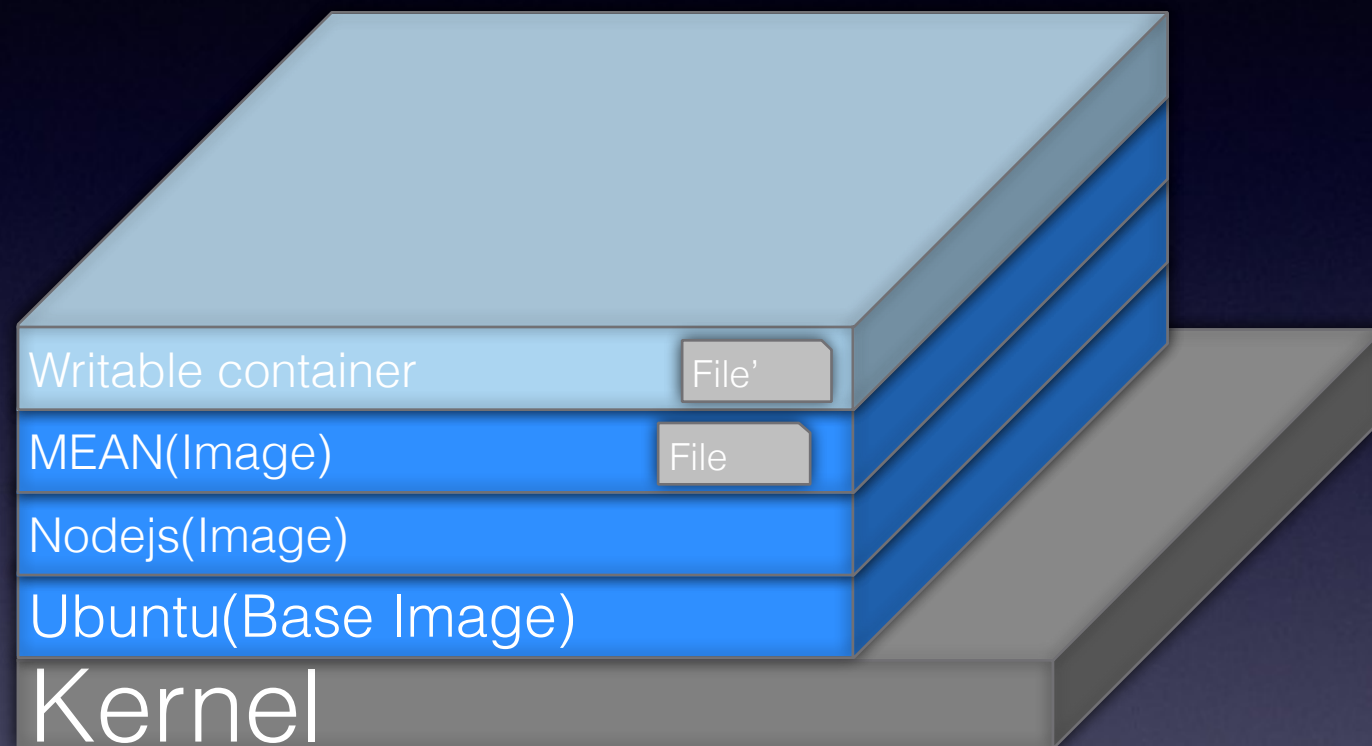 Writable container
File’
MEAN(Image)
File
Nodejs(Image)
Ubuntu(Base Image)
Kernel